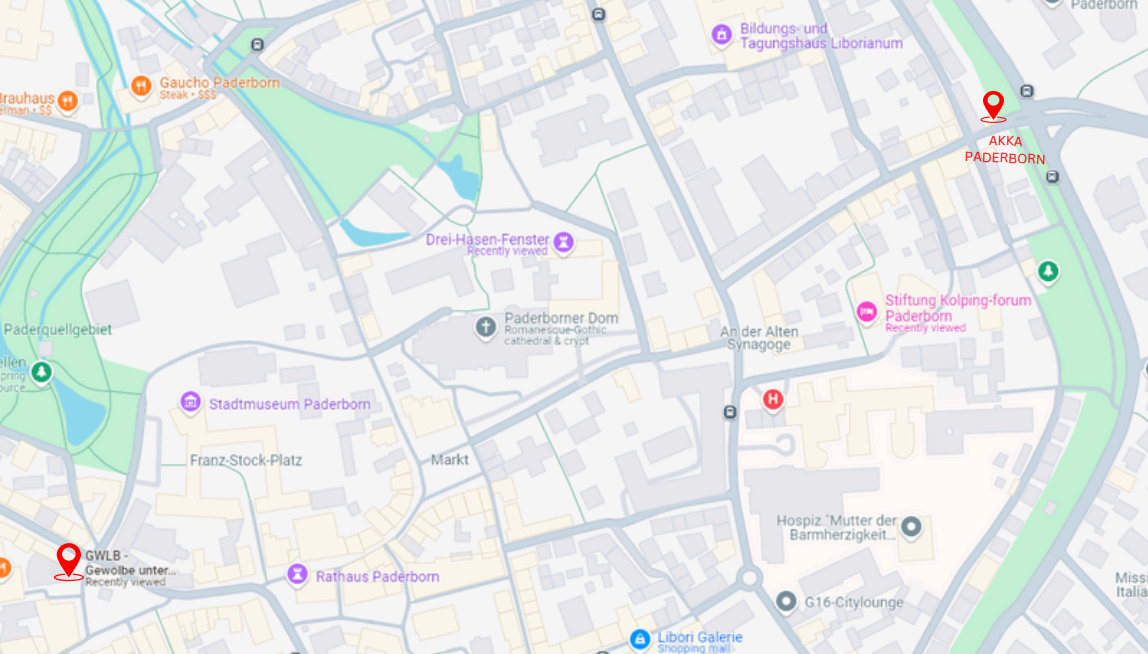 Paderborn
Bildungs- und
Tagungshaus Liborianum
Gaucho Paderborn
Steak • $$$
Brauhaus
erman • $$
AKKA
PADERBORN
Drei-Hasen-Fenster
Recently viewed
Stiftung Kolping-forum
Paderborn
Recently viewed
Paderborner Dom
Romanesque-Gothic
cathedral & crypt
An der Alten
Synagoge
Paderquellgebiet
ellen
pring
ource...
H
Stadtmuseum Paderborn
Franz-Stock-Platz
Markt
Hospiz "Mutter der
Barmherzigkeit...
GWLB -
Gewölbe unter...
Recently viewed
Rathaus Paderborn
G16-Citylounge
Missi
Italia
Libori Galerie
Shopping mall